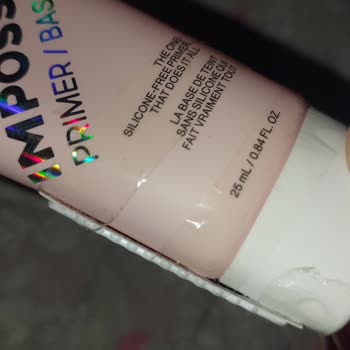 IMPOSS
PRIMER / BAS
THE ONE
SILICONE-FREE PRIMER
THAT DOES IT ALL
LA BASE DE TEINT
SANS SILICONE QUI
FAIT VRAIMENT TOUT
25 mL / 0.84 FL. OZ